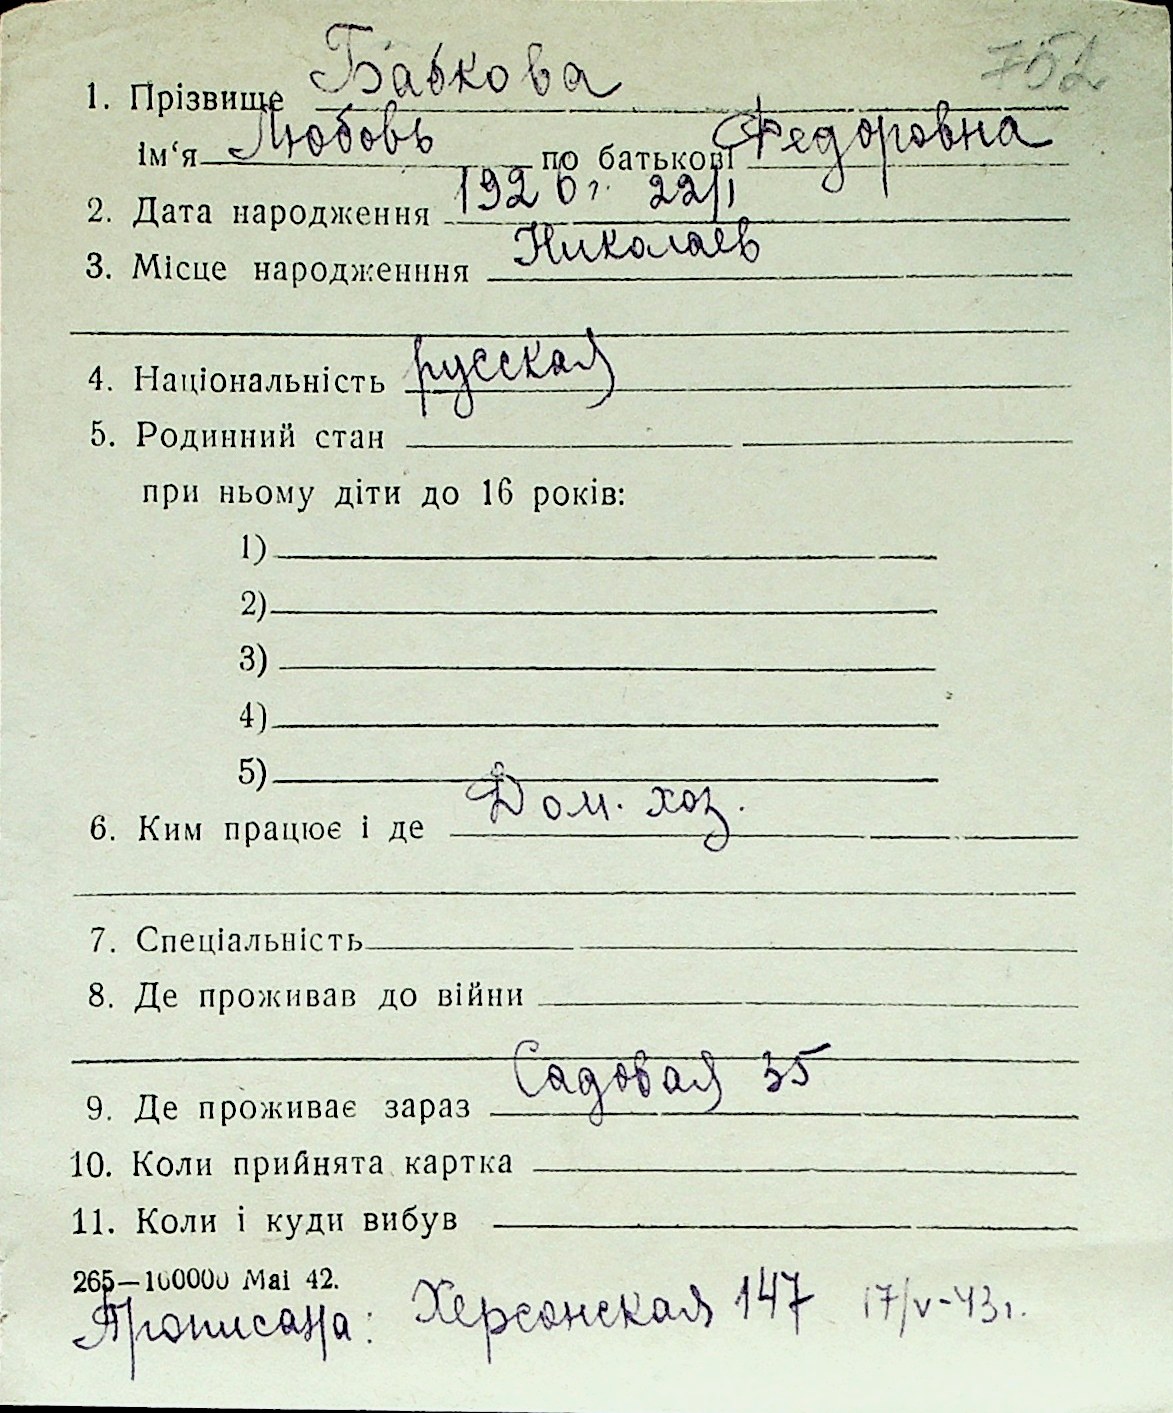 752
1. Прізвище Бабкова
ім‘я Любовь по батькові Федоровна
2. Дата народження 1926 г. 22/I
3. Місце народженння Николаев
4. Національність русская
5. Родинний стан
при ньому діти до 16 років:
1)
2)
3)
4)
5)
6. Ким працює і де Дом. хоз.
7. Спеціальність
8. Де проживав до війни
9. Де проживає зараз Садовая 35
10. Коли прийнята картка
11. Коли і куди вибув
265—100000 Mai 42.
Прописана: Херсонская 147 17/V-43 г.